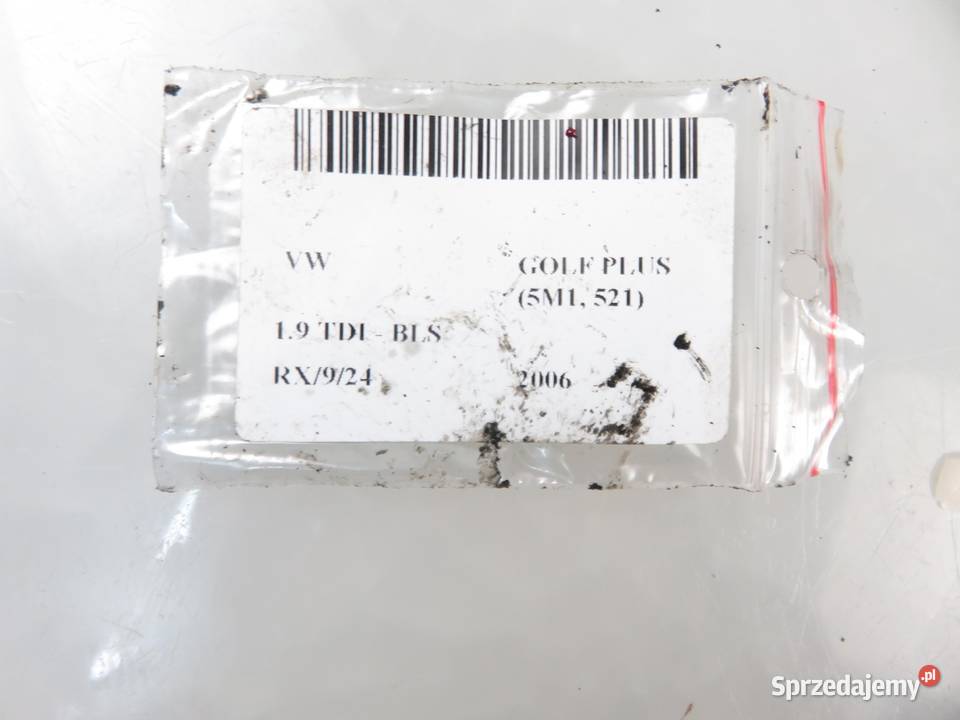 VW GOLF PLUS
(5M1, 521)
1.9 TDI - BLS
RX/9/24 2006
Sprzedajemy.pl